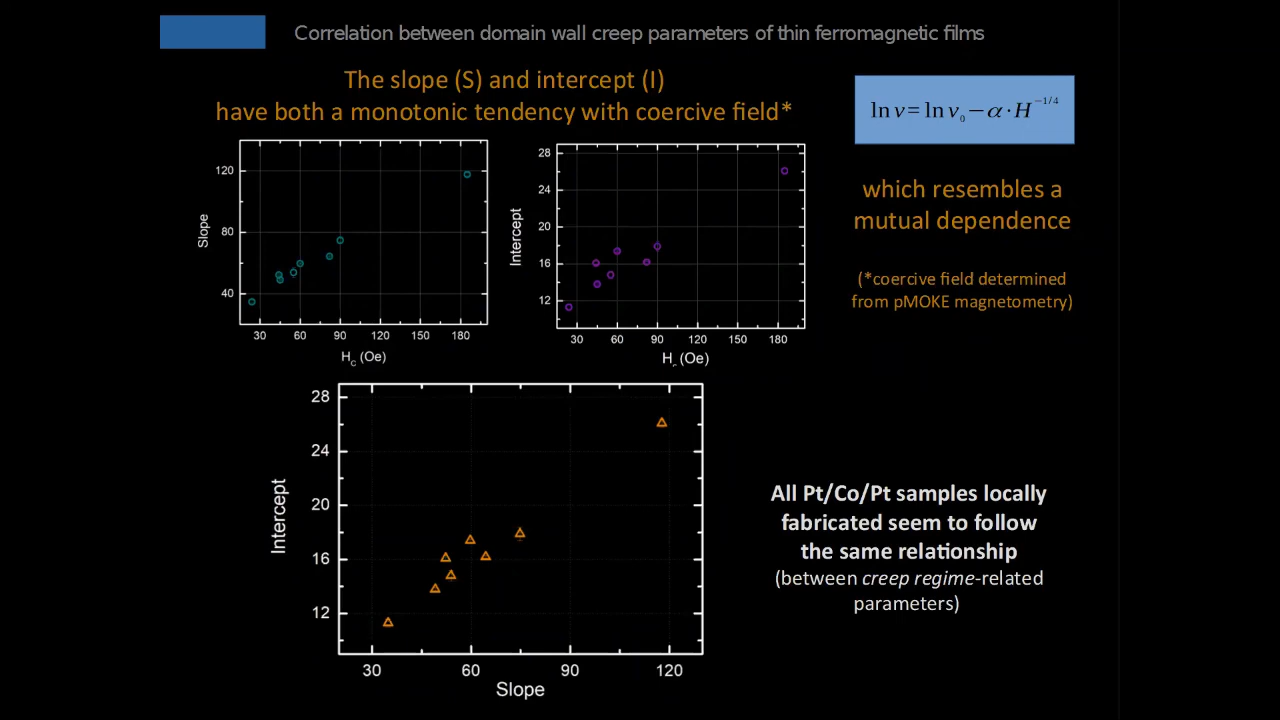 Correlation between domain wall creep parameters of thin ferromagnetic films
The slope (S) and intercept (I)
have both a monotonic tendency with coercive field*
ln v = ln v₀ − α · H^{−1/4}
which resembles a
mutual dependence
(*coercive field determined
from pMOKE magnetometry)
Slope
120
80
40
30 60 90 120 150 180
H_C (Oe)
Intercept
28
24
20
16
12
30 60 90 120 150 180
H_c (Oe)
Intercept
28
24
20
16
12
30 60 90 120
Slope
All Pt/Co/Pt samples locally
fabricated seem to follow
the same relationship
(between creep regime-related
parameters)